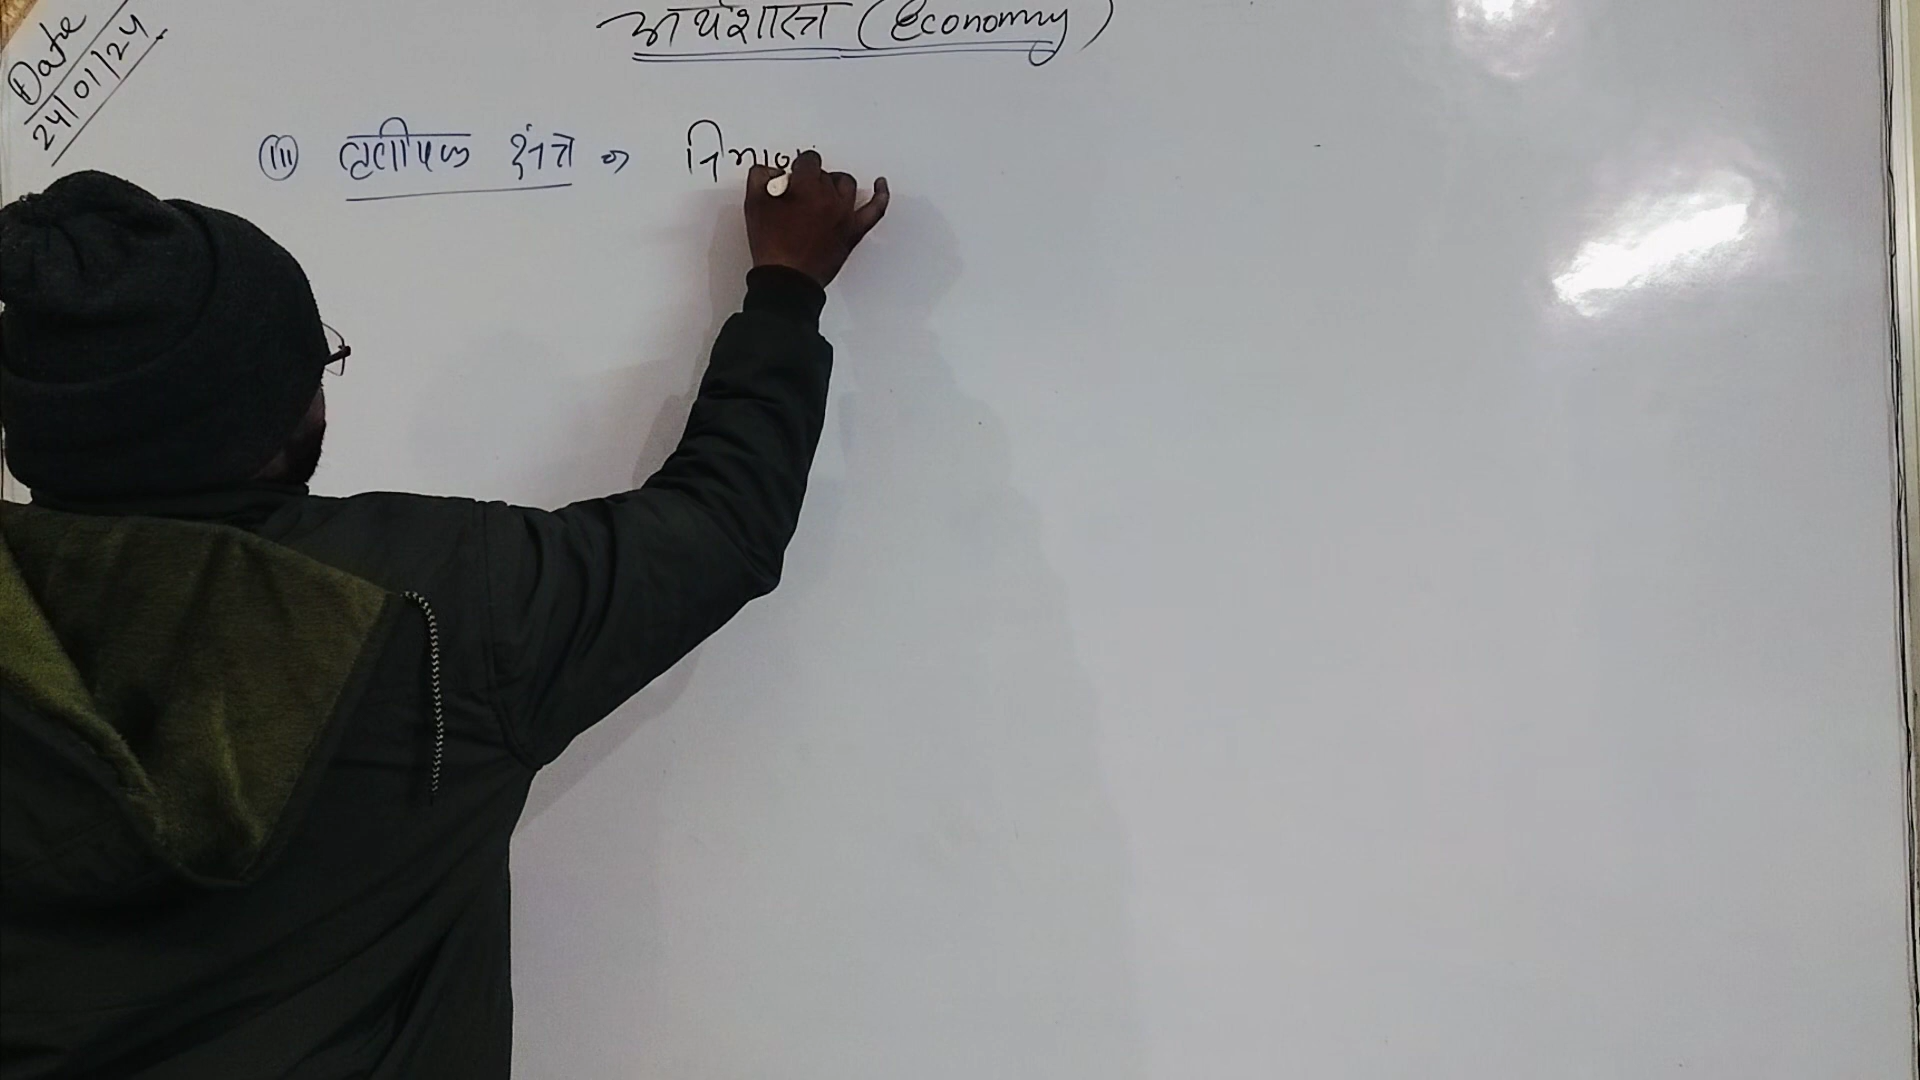 Date
24/01/24
अर्थशास्त्र (Economy)
(iii) तृतीयक क्षेत्र ⇒